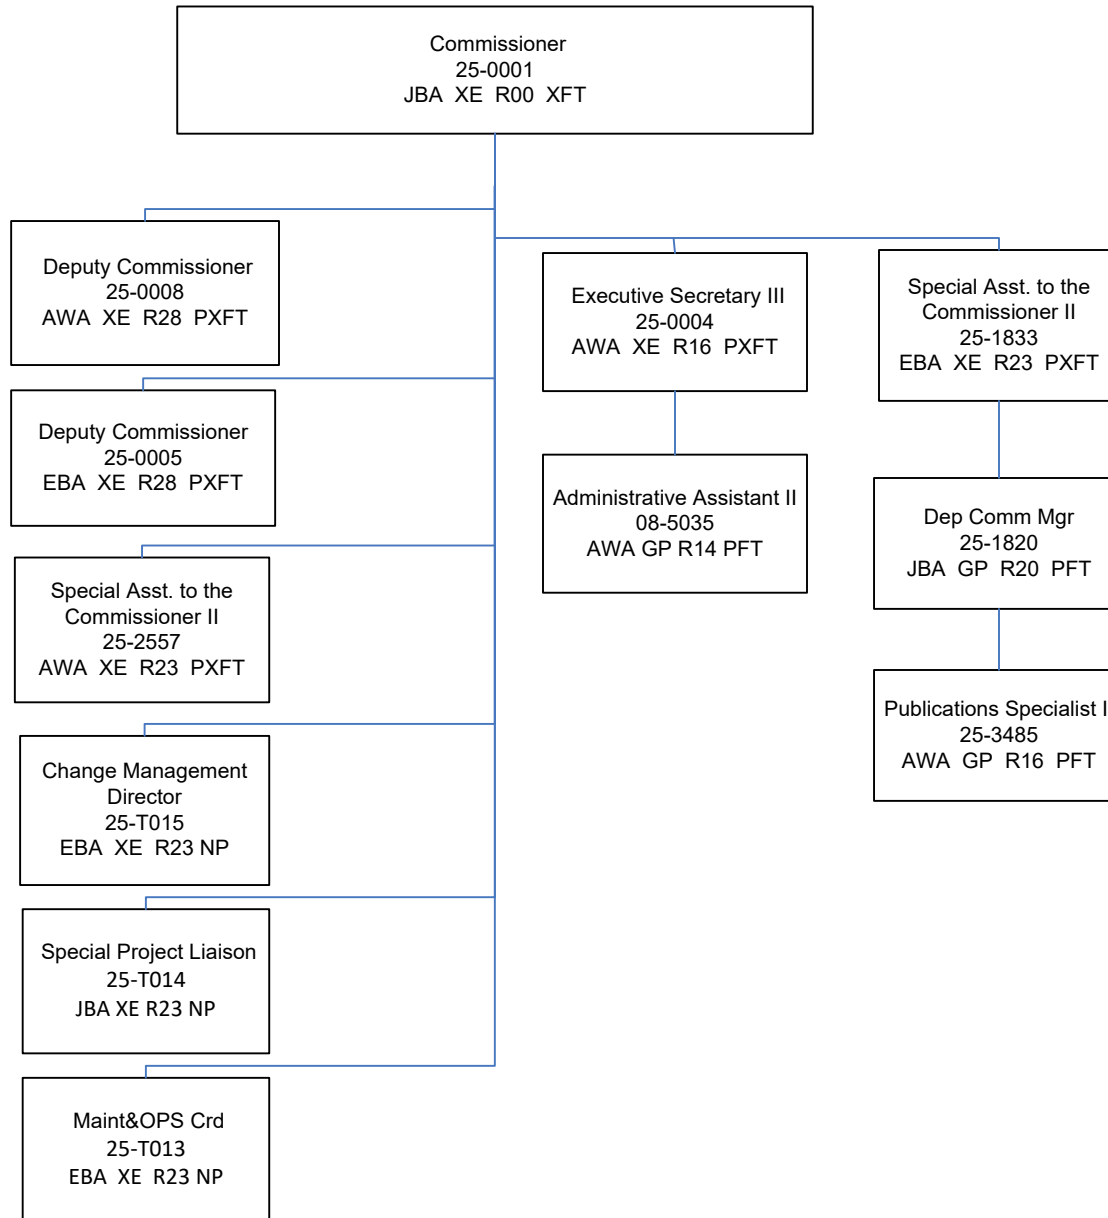 Commissioner
25-0001
JBA XE R00 XFT
Deputy Commissioner
25-0008
AWA XE R28 PXFT
Deputy Commissioner
25-0005
EBA XE R28 PXFT
Special Asst. to the
Commissioner II
25-2557
AWA XE R23 PXFT
Change Management
Director
25-T015
EBA XE R23 NP
Special Project Liaison
25-T014
JBA XE R23 NP
Maint&OPS Crd
25-T013
EBA XE R23 NP
Executive Secretary III
25-0004
AWA XE R16 PXFT
Administrative Assistant II
08-5035
AWA GP R14 PFT
Special Asst. to the
Commissioner II
25-1833
EBA XE R23 PXFT
Dep Comm Mgr
25-1820
JBA GP R20 PFT
Publications Specialist I
25-3485
AWA GP R16 PFT